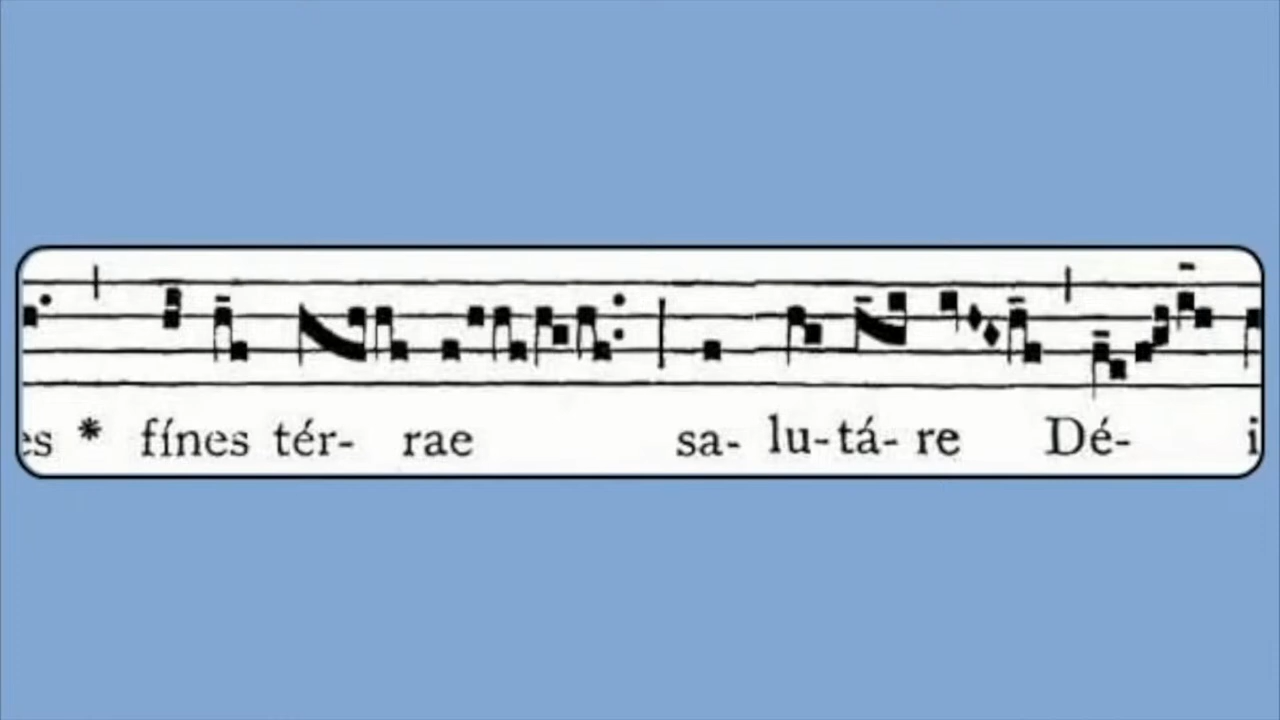 es * fínes tér- rae sa- lu-tá- re Dé- i